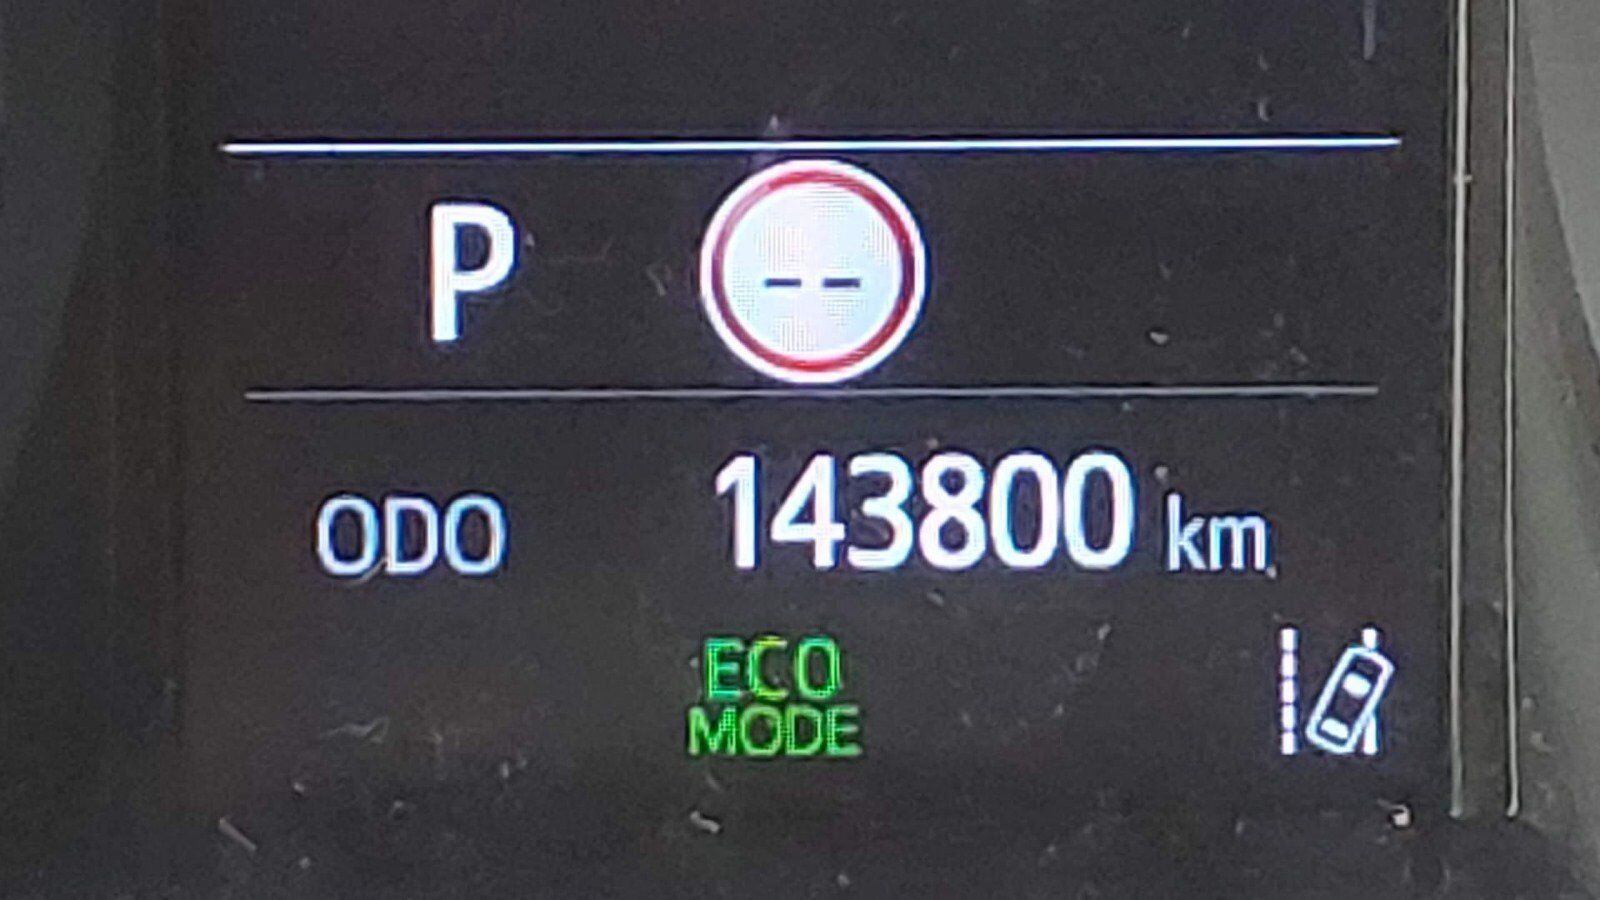 P --
ODO 143800 km
ECO
MODE